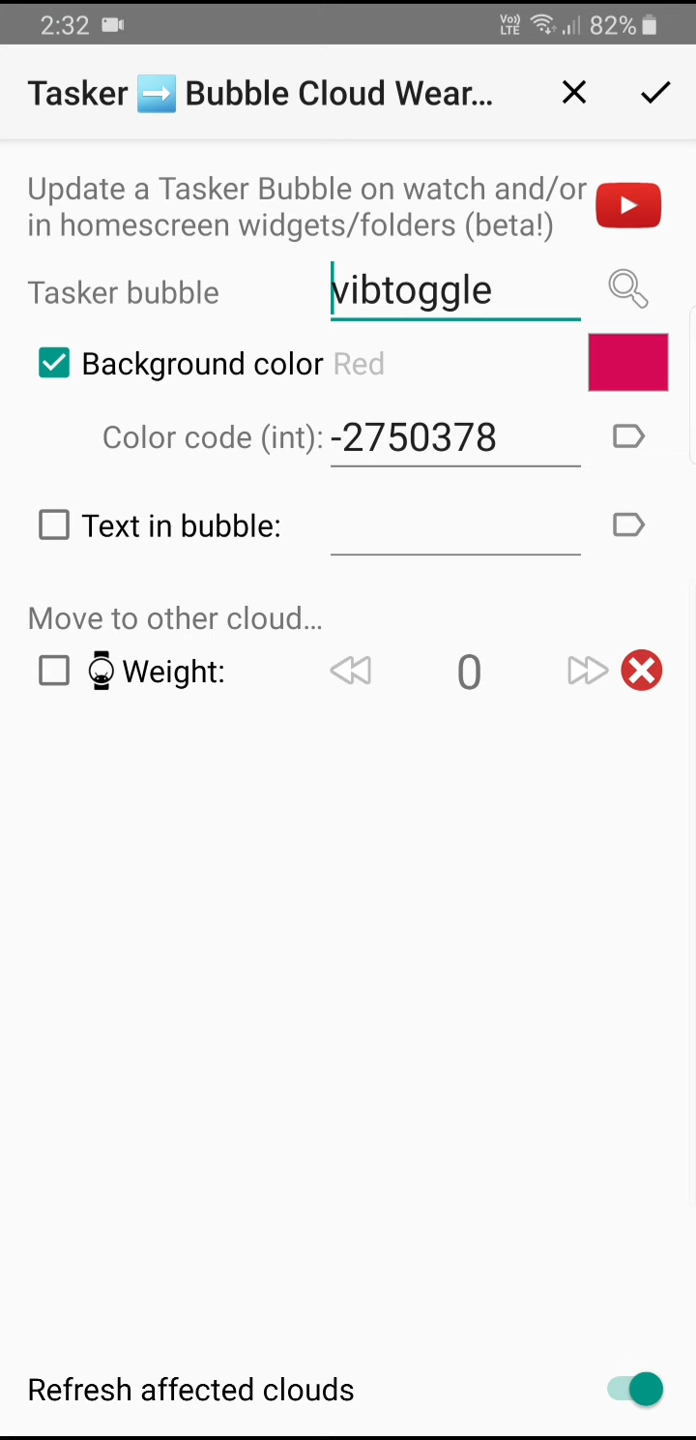 2:32 Vo)) LTE 82%
Tasker ➡ Bubble Cloud Wear...
Update a Tasker Bubble on watch and/or
in homescreen widgets/folders (beta!)
Tasker bubble vibtoggle
Background color Red
Color code (int): -2750378
Text in bubble:
Move to other cloud...
Weight: 0
Refresh affected clouds